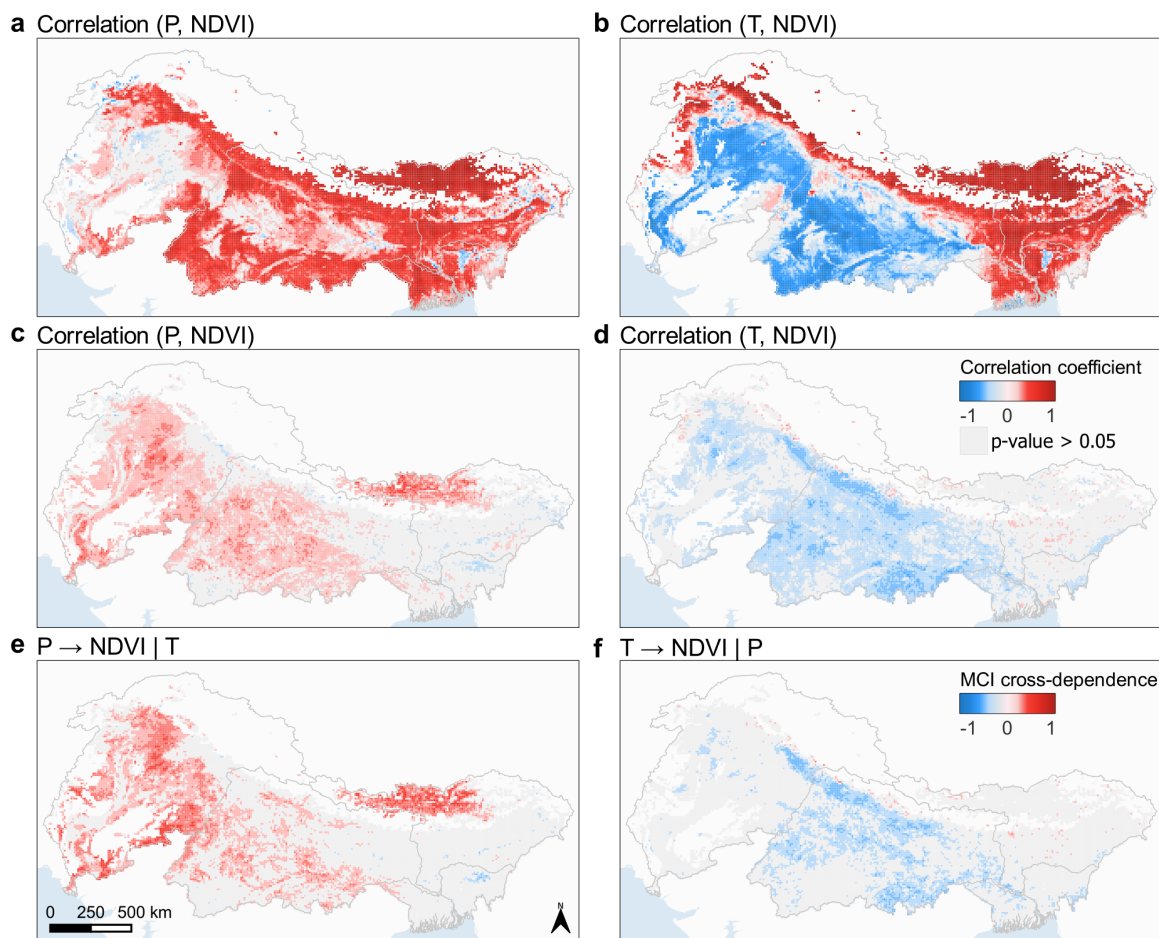 a Correlation (P, NDVI)
b Correlation (T, NDVI)
c Correlation (P, NDVI)
d Correlation (T, NDVI)
Correlation coefficient
-1 0 1
p-value > 0.05
e P → NDVI | T
f T → NDVI | P
MCI cross-dependence
-1 0 1
0 250 500 km
N